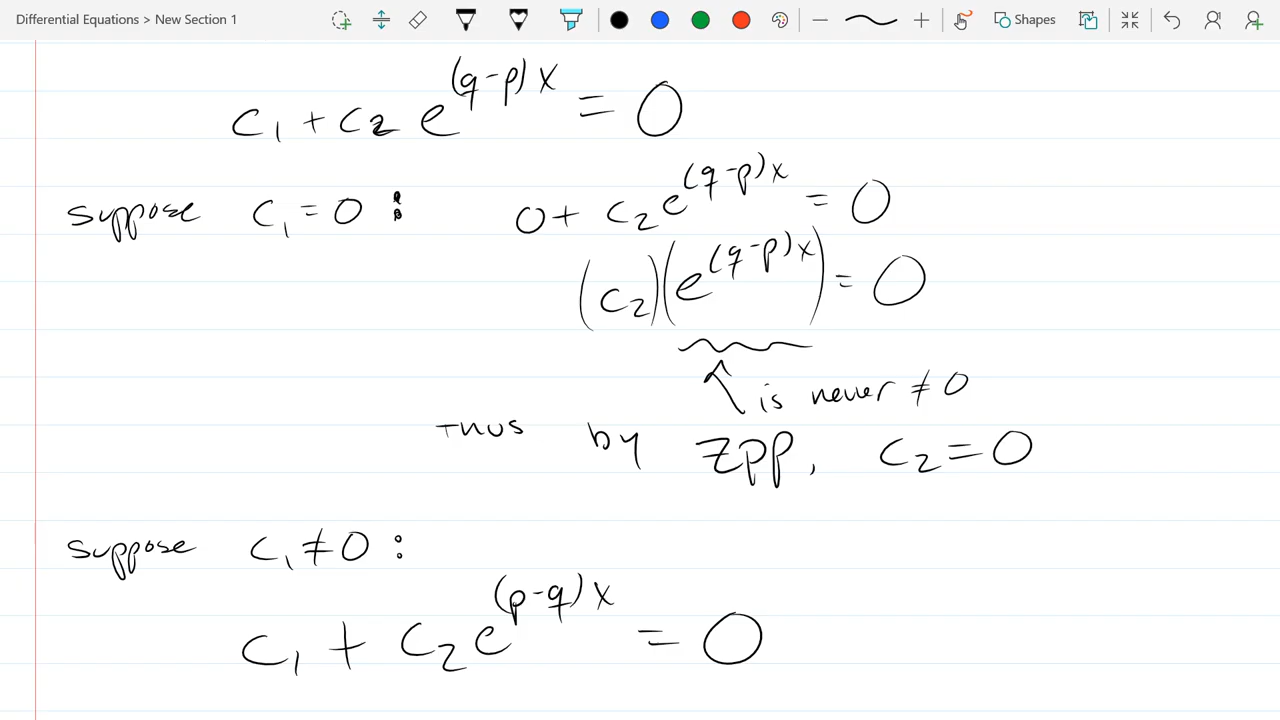 Differential Equations > New Section 1
Shapes
c₁ + c₂ e^((q-p)x) = 0
suppose c₁ = 0 : 0 + c₂ e^((q-p)x) = 0
(c₂)(e^((q-p)x)) = 0
is never ≠ 0
Thus by ZPP, c₂ = 0
suppose c₁ ≠ 0 :
c₁ + c₂ e^((p-q)x) = 0